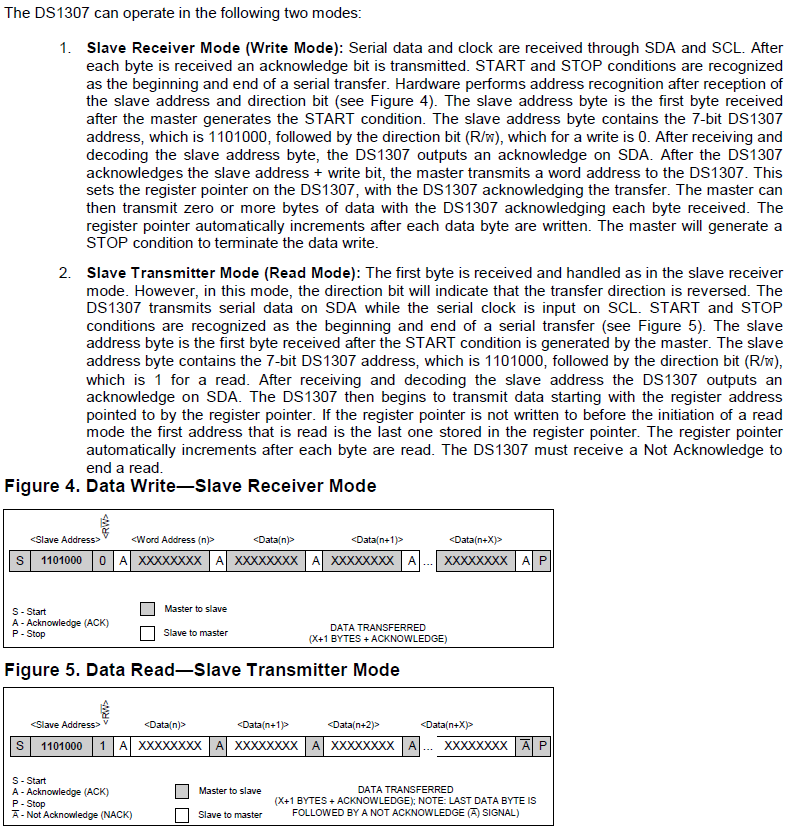 The DS1307 can operate in the following two modes:
1. Slave Receiver Mode (Write Mode): Serial data and clock are received through SDA and SCL. After
each byte is received an acknowledge bit is transmitted. START and STOP conditions are recognized
as the beginning and end of a serial transfer. Hardware performs address recognition after reception of
the slave address and direction bit (see Figure 4). The slave address byte is the first byte received
after the master generates the START condition. The slave address byte contains the 7-bit DS1307
address, which is 1101000, followed by the direction bit (R/w̅), which for a write is 0. After receiving and
decoding the slave address byte, the DS1307 outputs an acknowledge on SDA. After the DS1307
acknowledges the slave address + write bit, the master transmits a word address to the DS1307. This
sets the register pointer on the DS1307, with the DS1307 acknowledging the transfer. The master can
then transmit zero or more bytes of data with the DS1307 acknowledging each byte received. The
register pointer automatically increments after each data byte are written. The master will generate a
STOP condition to terminate the data write.
2. Slave Transmitter Mode (Read Mode): The first byte is received and handled as in the slave receiver
mode. However, in this mode, the direction bit will indicate that the transfer direction is reversed. The
DS1307 transmits serial data on SDA while the serial clock is input on SCL. START and STOP
conditions are recognized as the beginning and end of a serial transfer (see Figure 5). The slave
address byte is the first byte received after the START condition is generated by the master. The slave
address byte contains the 7-bit DS1307 address, which is 1101000, followed by the direction bit (R/w̅),
which is 1 for a read. After receiving and decoding the slave address the DS1307 outputs an
acknowledge on SDA. The DS1307 then begins to transmit data starting with the register address
pointed to by the register pointer. If the register pointer is not written to before the initiation of a read
mode the first address that is read is the last one stored in the register pointer. The register pointer
automatically increments after each byte are read. The DS1307 must receive a Not Acknowledge to
end a read.
Figure 4. Data Write—Slave Receiver Mode
<Slave Address> <R/W̅> <Word Address (n)> <Data(n)> <Data(n+1)> <Data(n+X)>
S 1101000 0 A XXXXXXXX A XXXXXXXX A XXXXXXXX A ... XXXXXXXX A P
S - Start
A - Acknowledge (ACK)
P - Stop
Master to slave
Slave to master
DATA TRANSFERRED
(X+1 BYTES + ACKNOWLEDGE)
Figure 5. Data Read—Slave Transmitter Mode
<Slave Address> <R/W̅> <Data(n)> <Data(n+1)> <Data(n+2)> <Data(n+X)>
S 1101000 1 A XXXXXXXX A XXXXXXXX A XXXXXXXX A ... XXXXXXXX A̅ P
S - Start
A - Acknowledge (ACK)
P - Stop
A̅ - Not Acknowledge (NACK)
Master to slave
Slave to master
DATA TRANSFERRED
(X+1 BYTES + ACKNOWLEDGE); NOTE: LAST DATA BYTE IS
FOLLOWED BY A NOT ACKNOWLEDGE (A̅) SIGNAL)